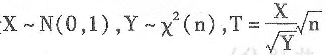 X ~ N(0,1), Y ~ χ²(n), T = X/√Y √n